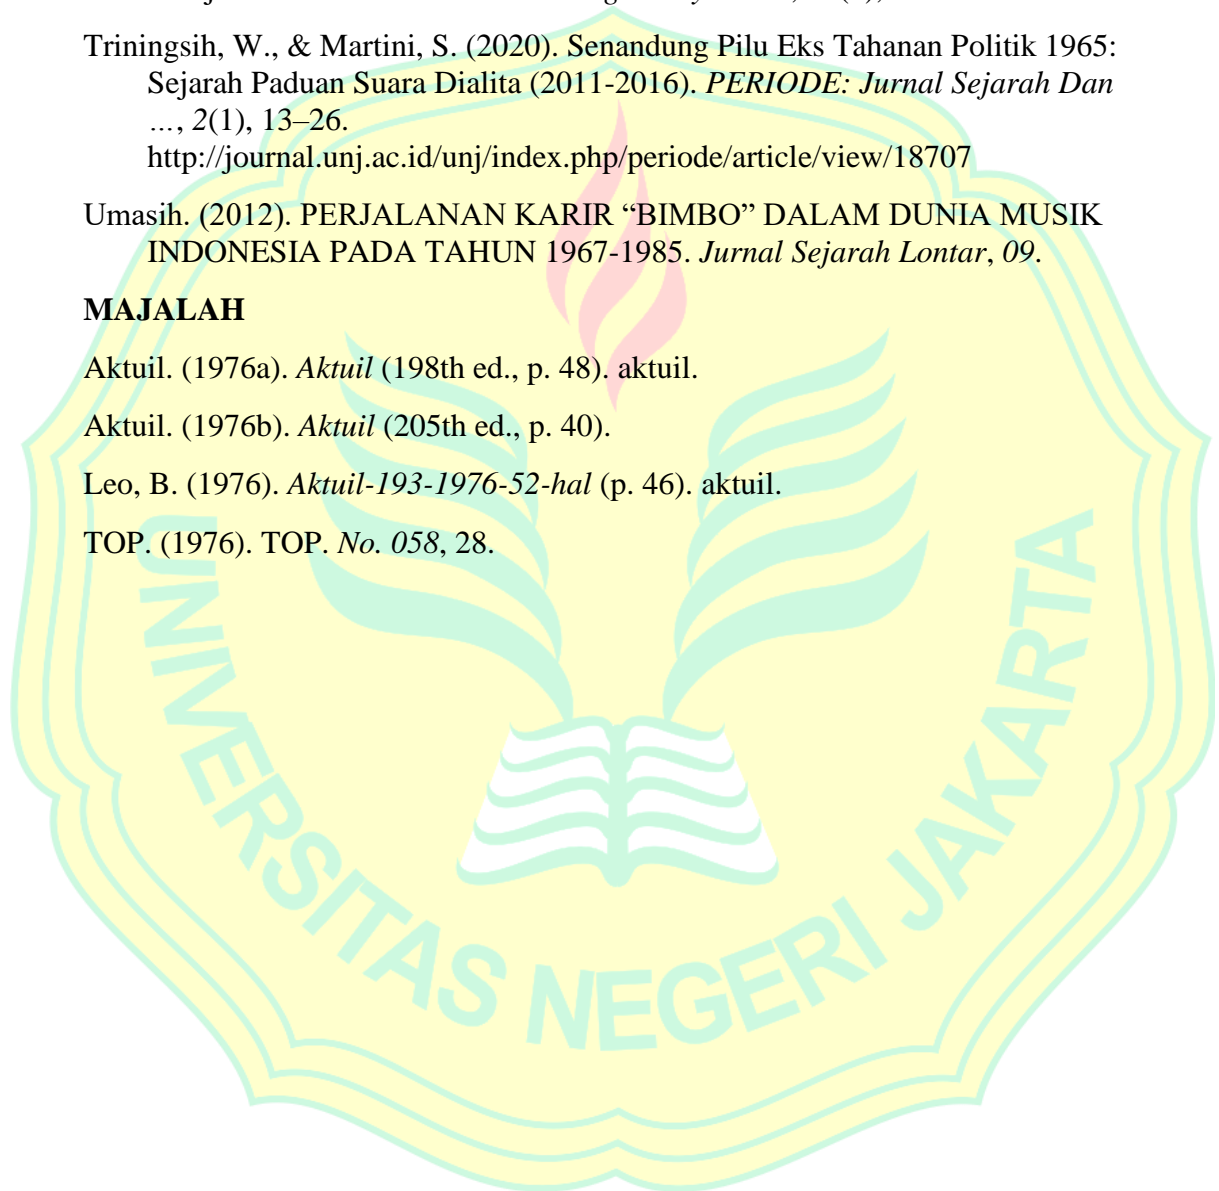 Triningsih, W., & Martini, S. (2020). Senandung Pilu Eks Tahanan Politik 1965:
Sejarah Paduan Suara Dialita (2011-2016). PERIODE: Jurnal Sejarah Dan
..., 2(1), 13–26.
http://journal.unj.ac.id/unj/index.php/periode/article/view/18707
Umasih. (2012). PERJALANAN KARIR “BIMBO” DALAM DUNIA MUSIK
INDONESIA PADA TAHUN 1967-1985. Jurnal Sejarah Lontar, 09.
MAJALAH
Aktuil. (1976a). Aktuil (198th ed., p. 48). aktuil.
Aktuil. (1976b). Aktuil (205th ed., p. 40).
Leo, B. (1976). Aktuil-193-1976-52-hal (p. 46). aktuil.
TOP. (1976). TOP. No. 058, 28.
UNIVERSITAS NEGERI JAKARTA